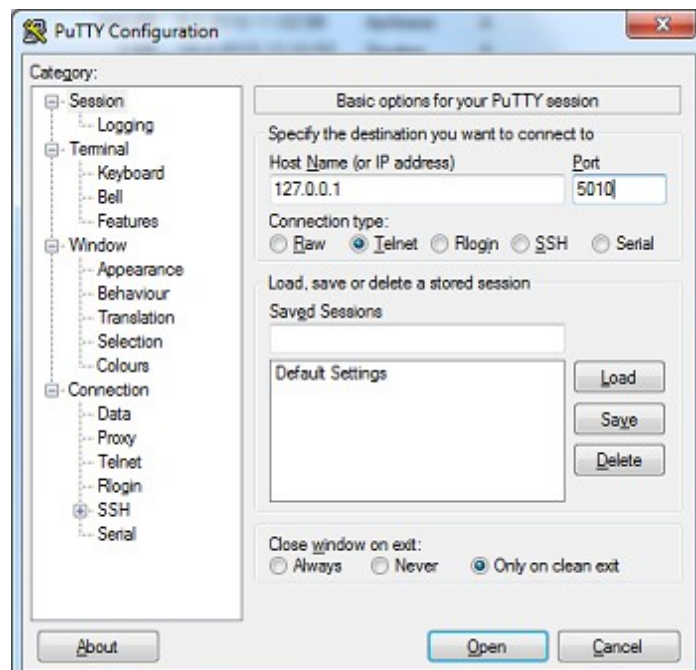 PuTTY Configuration
Category:
Session
Logging
Terminal
Keyboard
Bell
Features
Window
Appearance
Behaviour
Translation
Selection
Colours
Connection
Data
Proxy
Telnet
Rlogin
SSH
Serial
Basic options for your PuTTY session
Specify the destination you want to connect to
Host Name (or IP address) Port
127.0.0.1 5010
Connection type:
Raw Telnet Rlogin SSH Serial
Load, save or delete a stored session
Saved Sessions
Default Settings
Load
Save
Delete
Close window on exit:
Always Never Only on clean exit
About Open Cancel